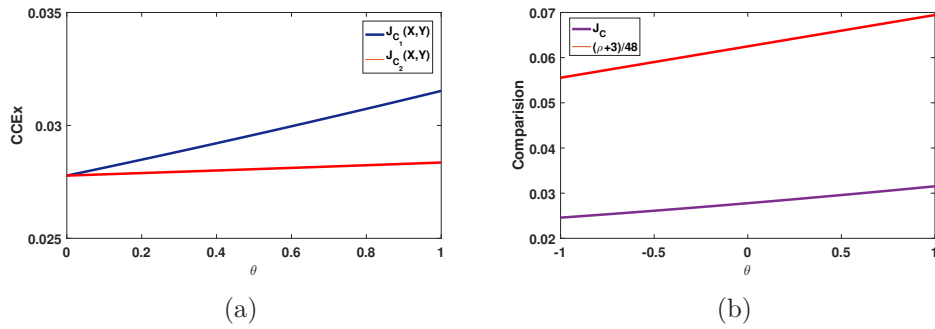 0.035
0.03
0.025
CCEx
0 0.2 0.4 0.6 0.8 1
θ
J_{C_1}(X,Y)
J_{C_2}(X,Y)
(a)
0.07
0.06
0.05
0.04
0.03
0.02
Comparision
-1 -0.5 0 0.5 1
θ
J_C
(ρ+3)/48
(b)